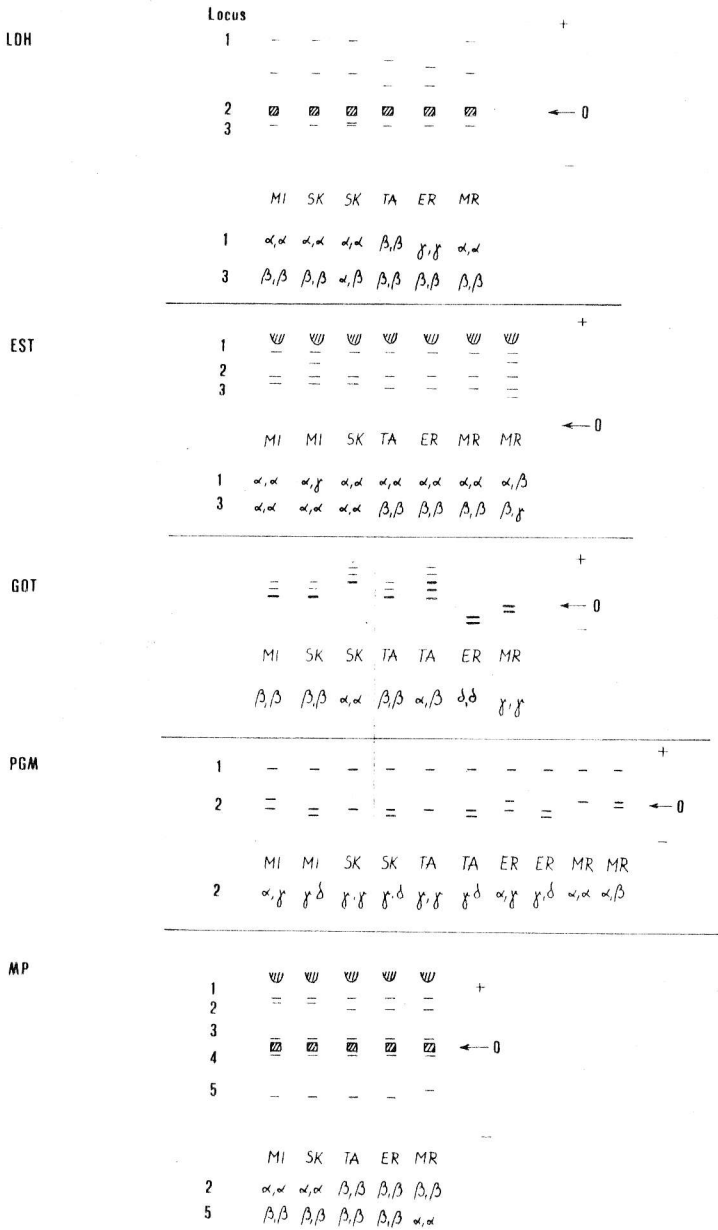 Locus
+
LDH 1
2 ← 0
3
−
MI SK SK TA ER MR
1 α,α α,α α,α β,β γ,γ α,α
3 β,β β,β α,β β,β β,β β,β
+
EST 1
2
3
← 0
MI MI SK TA ER MR MR
1 α,α α,γ α,α α,α α,α α,α α,β
3 α,α α,α α,α β,β β,β β,β β,γ
+
GOT
← 0
−
MI SK SK TA TA ER MR
β,β β,β α,α β,β α,β δ,δ γ,γ
+
PGM 1
2 ← 0
−
MI MI SK SK TA TA ER ER MR MR
2 α,γ γ δ γ,γ γ,δ γ,γ γ δ α,γ γ,δ α,α α,β
MP
1 +
2
3
← 0
4
5
−
MI SK TA ER MR
2 α,α α,α β,β β,β β,β
5 β,β β,β β,β β,β α,α